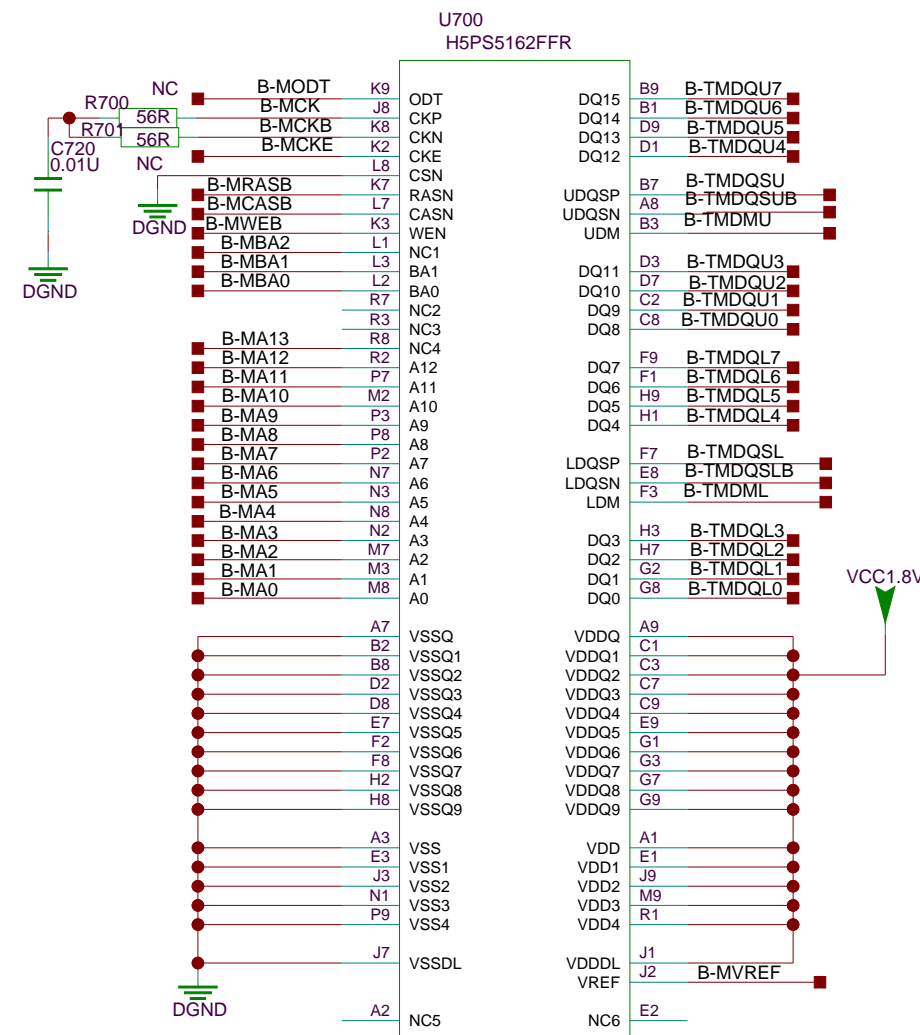 U700
H5PS5162FFR
NC
R700
56R
R701
56R
NC
C720
0.01U
DGND
DGND
B-MODT K9 ODT
B-MCK J8 CKP
B-MCKB K8 CKN
B-MCKE K2 CKE
L8 CSN
B-MRASB K7 RASN
B-MCASB L7 CASN
B-MWEB K3 WEN
B-MBA2 L1 NC1
B-MBA1 L3 BA1
B-MBA0 L2 BA0
R7 NC2
R3 NC3
B-MA13 R8 NC4
B-MA12 R2 A12
B-MA11 P7 A11
B-MA10 M2 A10
B-MA9 P3 A9
B-MA8 P8 A8
B-MA7 P2 A7
B-MA6 N7 A6
B-MA5 N3 A5
B-MA4 N8 A4
B-MA3 N2 A3
B-MA2 M7 A2
B-MA1 M3 A1
B-MA0 M8 A0
A7 VSSQ
B2 VSSQ1
B8 VSSQ2
D2 VSSQ3
D8 VSSQ4
E7 VSSQ5
F2 VSSQ6
F8 VSSQ7
H2 VSSQ8
H8 VSSQ9
A3 VSS
E3 VSS1
J3 VSS2
N1 VSS3
P9 VSS4
J7 VSSDL
DGND
A2 NC5
DQ15 B9 B-TMDQU7
DQ14 B1 B-TMDQU6
DQ13 D9 B-TMDQU5
DQ12 D1 B-TMDQU4
UDQSP B7 B-TMDQSU
UDQSN A8 B-TMDQSUB
UDM B3 B-TMDMU
DQ11 D3 B-TMDQU3
DQ10 D7 B-TMDQU2
DQ9 C2 B-TMDQU1
DQ8 C8 B-TMDQU0
DQ7 F9 B-TMDQL7
DQ6 F1 B-TMDQL6
DQ5 H9 B-TMDQL5
DQ4 H1 B-TMDQL4
LDQSP F7 B-TMDQSL
LDQSN E8 B-TMDQSLB
LDM F3 B-TMDML
DQ3 H3 B-TMDQL3
DQ2 H7 B-TMDQL2
DQ1 G2 B-TMDQL1
DQ0 G8 B-TMDQL0
VCC1.8V
VDDQ A9
VDDQ1 C1
VDDQ2 C3
VDDQ3 C7
VDDQ4 C9
VDDQ5 E9
VDDQ6 G1
VDDQ7 G3
VDDQ8 G7
VDDQ9 G9
VDD A1
VDD1 E1
VDD2 J9
VDD3 M9
VDD4 R1
VDDDL J1
VREF J2 B-MVREF
NC6 E2